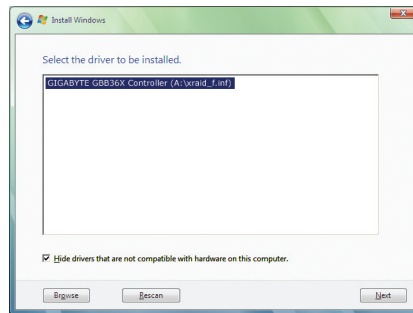 Install Windows
Select the driver to be installed.
GIGABYTE GBB36X Controller (A:\xraid_f.inf)
Hide drivers that are not compatible with hardware on this computer.
Browse Rescan Next